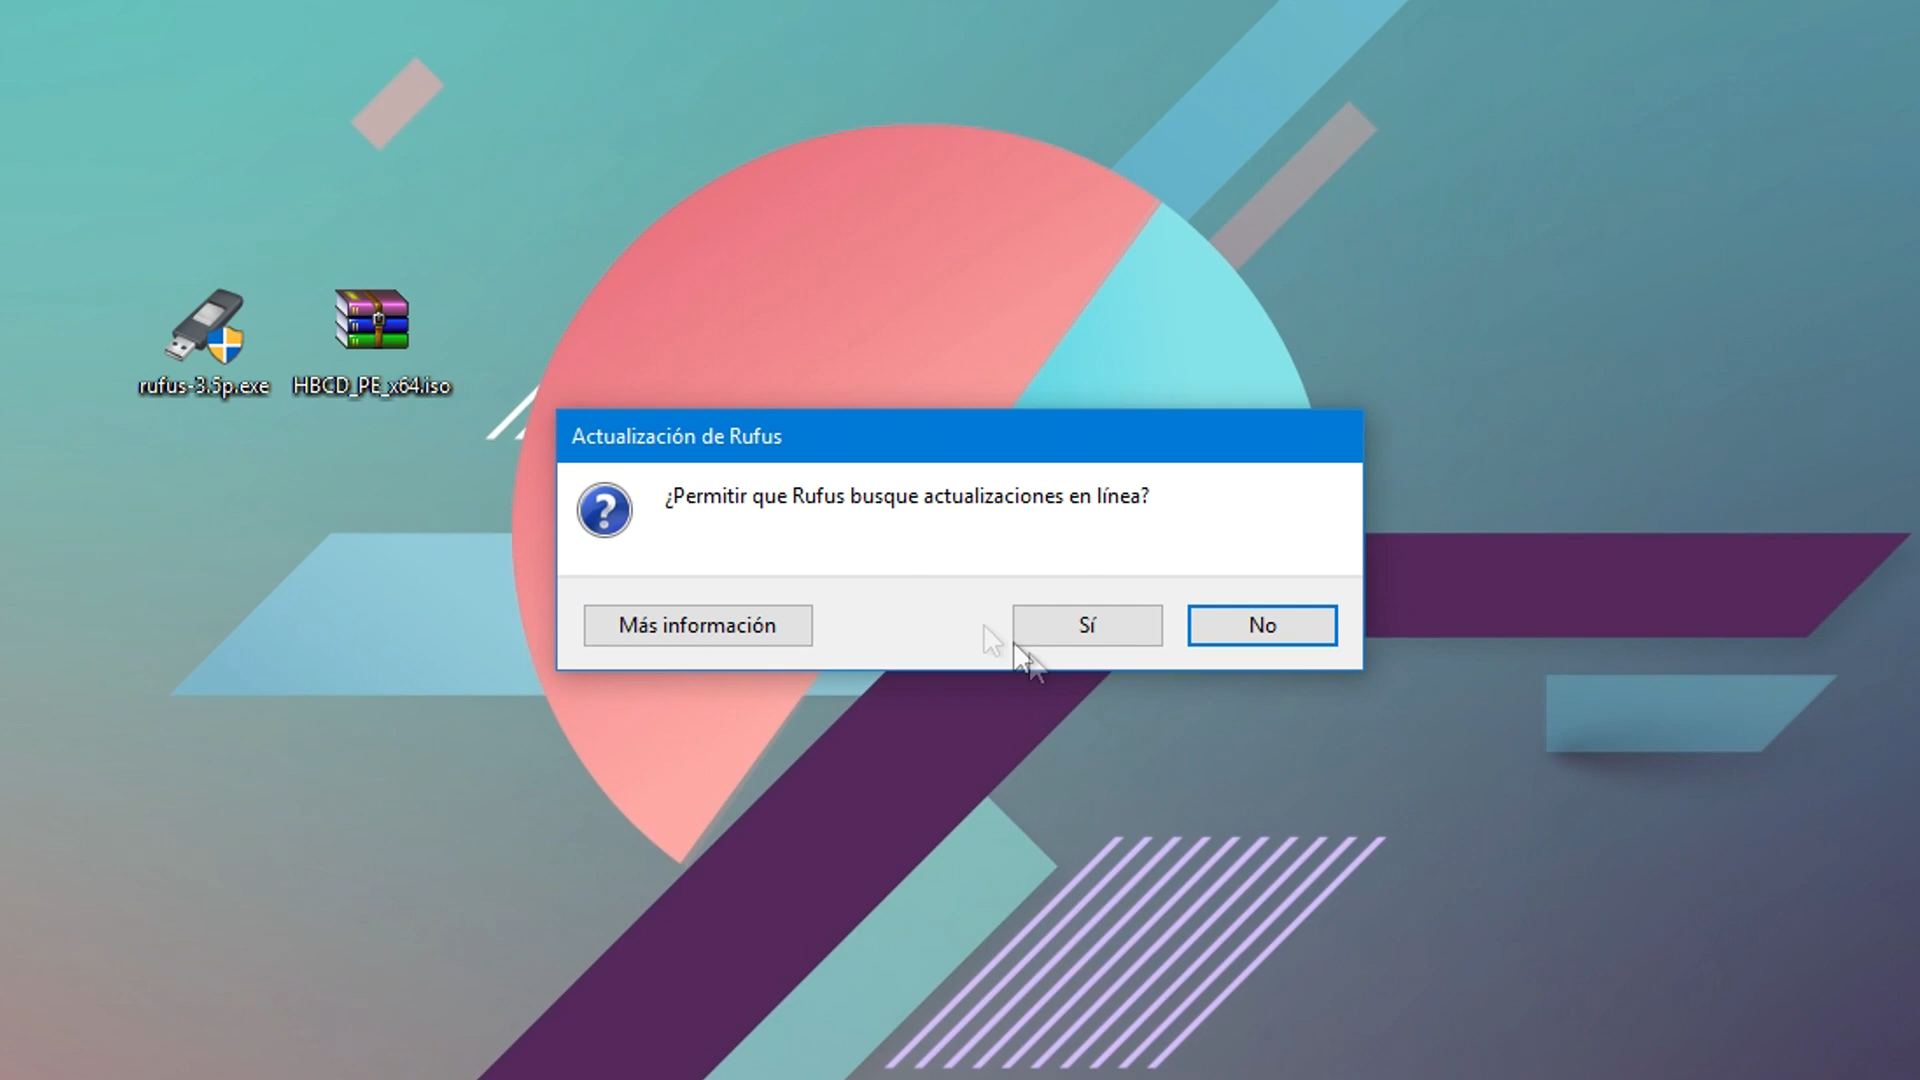 rufus-3.5p.exe
HBCD_PE_x64.iso
Actualización de Rufus
¿Permitir que Rufus busque actualizaciones en línea?
Más información
Sí
No